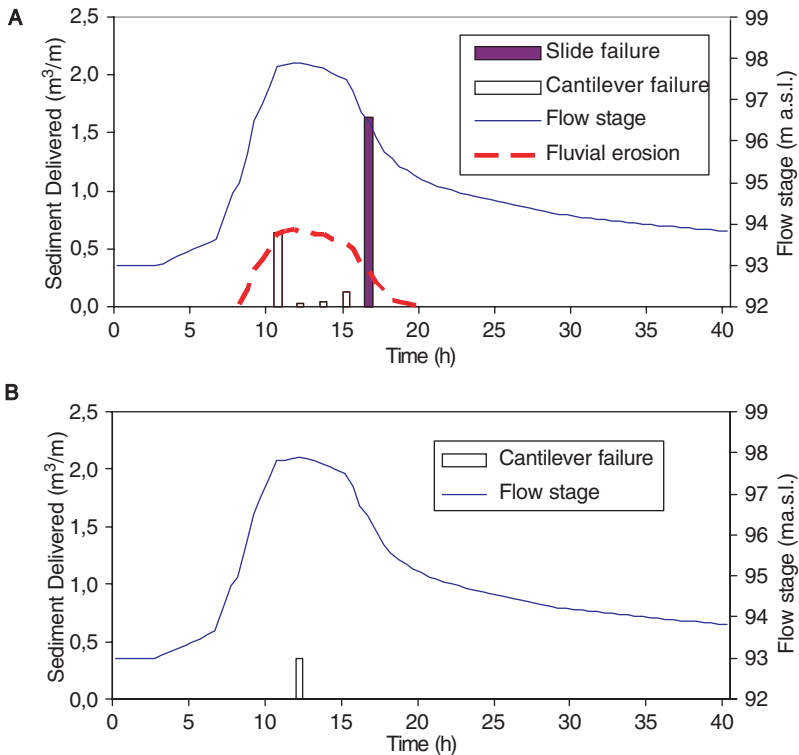 A
Sediment Delivered (m³/m)
2,5
2,0
1,5
1,0
0,5
0,0
Slide failure
Cantilever failure
Flow stage
Fluvial erosion
99
98
97
96
95
94
93
92
Flow stage (m a.s.l.)
0 5 10 15 20 25 30 35 40
Time (h)
B
Sediment Delivered (m³/m)
2,5
2,0
1,5
1,0
0,5
0,0
Cantilever failure
Flow stage
99
98
97
96
95
94
93
92
Flow stage (ma.s.l.)
0 5 10 15 20 25 30 35 40
Time (h)